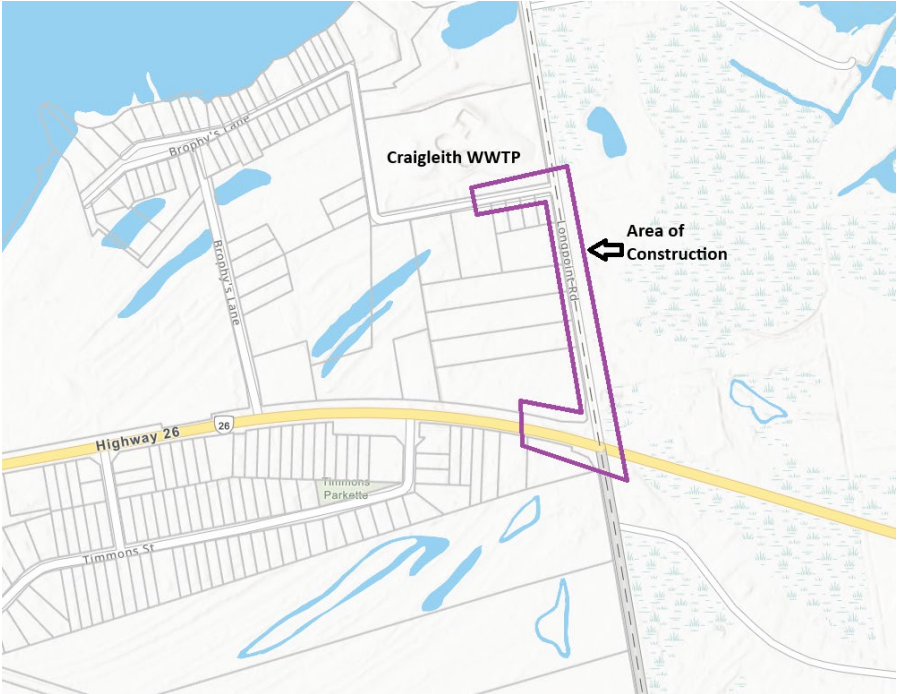 Brophy's Lane
Craigleith WWTP
Longpoint Rd
Area of
Construction
Brophy's Lane
Highway 26
26
Timmons
Parkette
Timmons St